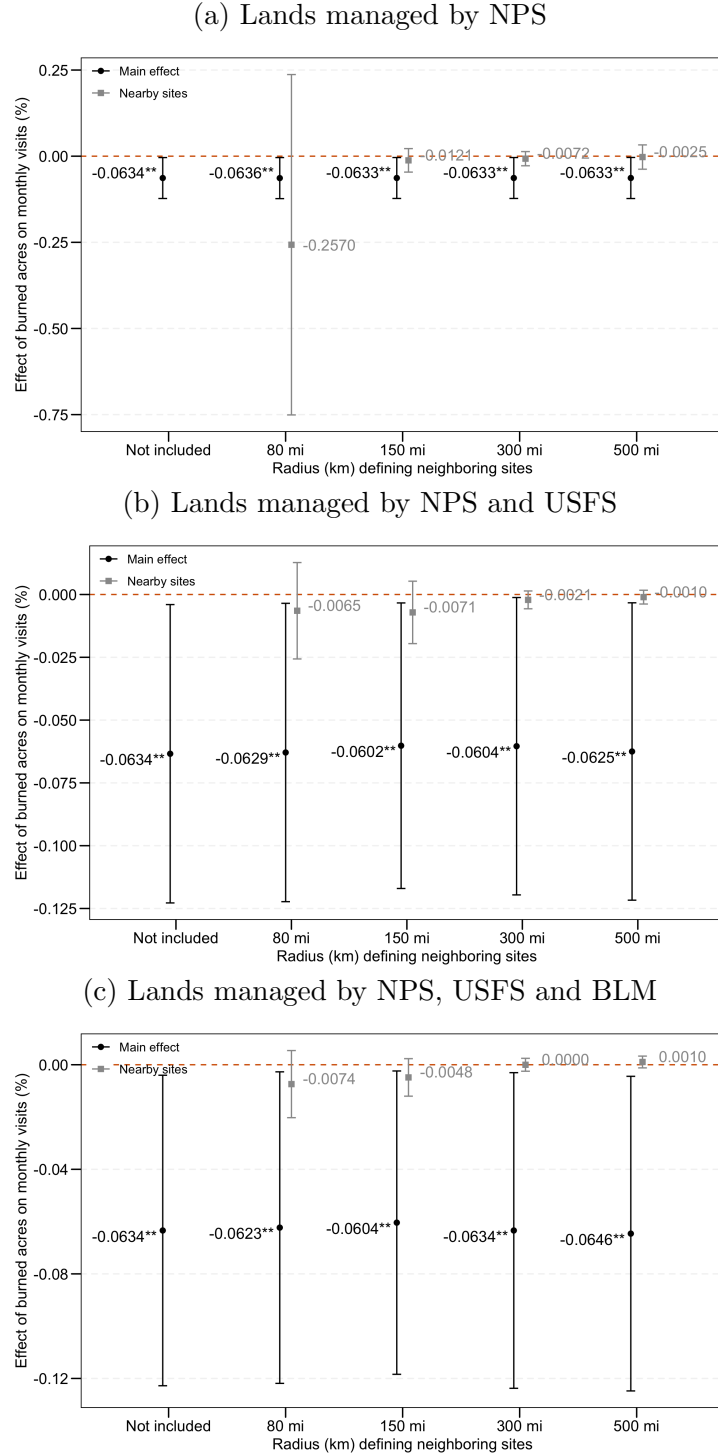 (a) Lands managed by NPS
Effect of burned acres on monthly visits (%)
Main effect
Nearby sites
0.25
0.00
-0.25
-0.50
-0.75
-0.0634**
-0.0636**
-0.2570
-0.0633**
-0.0121
-0.0633**
-0.0072
-0.0633**
-0.0025
Not included 80 mi 150 mi 300 mi 500 mi
Radius (km) defining neighboring sites
(b) Lands managed by NPS and USFS
Effect of burned acres on monthly visits (%)
Main effect
Nearby sites
0.000
-0.025
-0.050
-0.075
-0.100
-0.125
-0.0634**
-0.0629**
-0.0065
-0.0602**
-0.0071
-0.0604**
-0.0021
-0.0625**
-0.0010
Not included 80 mi 150 mi 300 mi 500 mi
Radius (km) defining neighboring sites
(c) Lands managed by NPS, USFS and BLM
Effect of burned acres on monthly visits (%)
Main effect
Nearby sites
0.00
-0.04
-0.08
-0.12
-0.0634**
-0.0623**
-0.0074
-0.0604**
-0.0048
-0.0634**
0.0000
-0.0646**
0.0010
Not included 80 mi 150 mi 300 mi 500 mi
Radius (km) defining neighboring sites